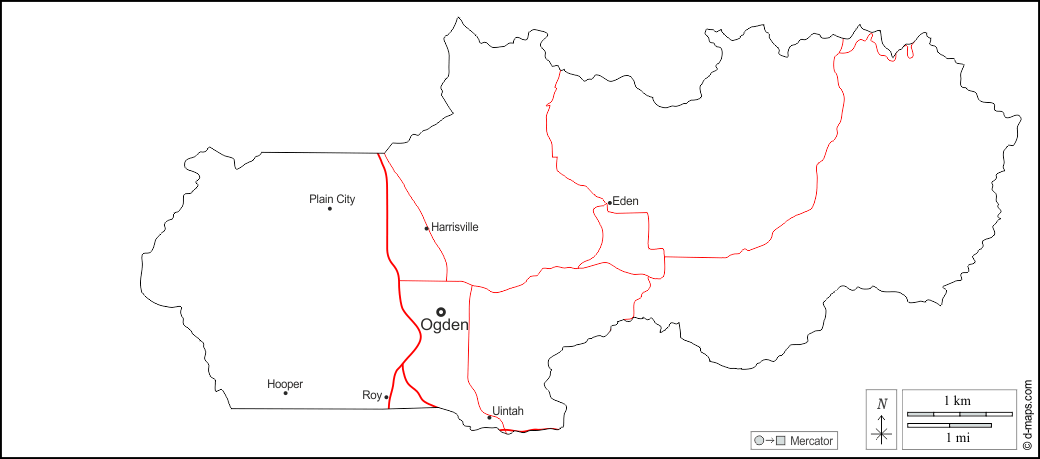 Plain City
Eden
Harrisville
Ogden
Hooper
Roy
Uintah
N
1 km
1 mi
Mercator
© d-maps.com